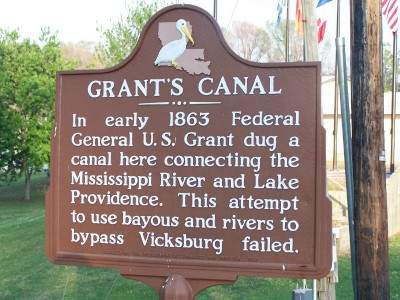 GRANT'S CANAL
In early 1863 Federal
General U.S. Grant dug a
canal here connecting the
Mississippi River and Lake
Providence. This attempt
to use bayous and rivers to
bypass Vicksburg failed.